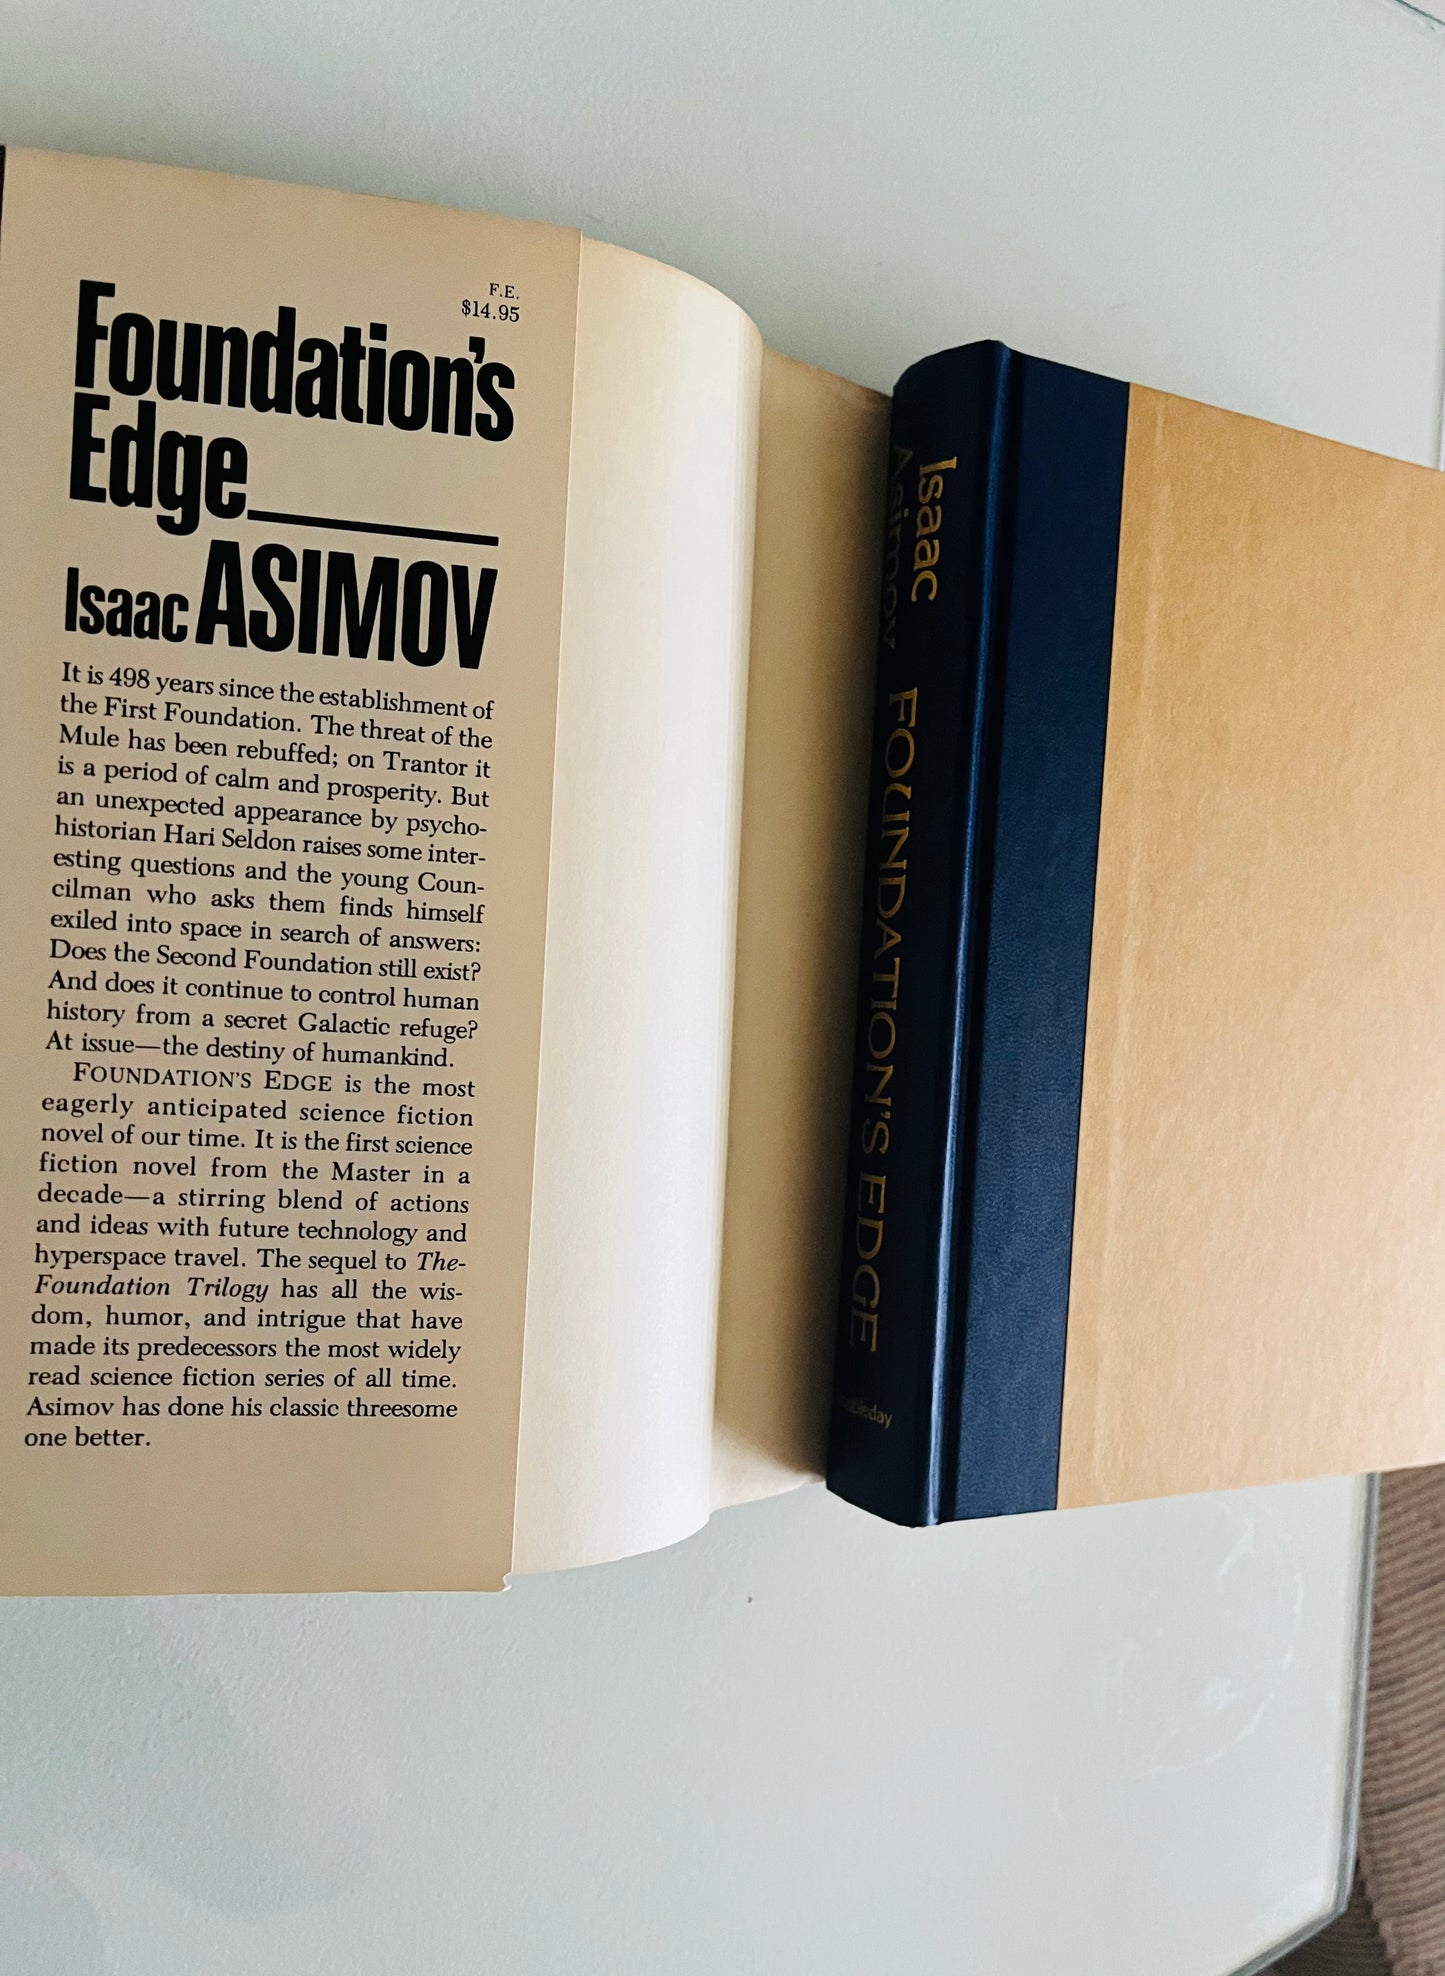 F.E.
$14.95
Foundation's
Edge
Isaac ASIMOV
It is 498 years since the establishment of
the First Foundation. The threat of the
Mule has been rebuffed; on Trantor it
is a period of calm and prosperity. But
an unexpected appearance by psycho-
historian Hari Seldon raises some inter-
esting questions and the young Coun-
cilman who asks them finds himself
exiled into space in search of answers:
Does the Second Foundation still exist?
And does it continue to control human
history from a secret Galactic refuge?
At issue—the destiny of humankind.
FOUNDATION'S EDGE is the most
eagerly anticipated science fiction
novel of our time. It is the first science
fiction novel from the Master in a
decade—a stirring blend of actions
and ideas with future technology and
hyperspace travel. The sequel to The-
Foundation Trilogy has all the wis-
dom, humor, and intrigue that have
made its predecessors the most widely
read science fiction series of all time.
Asimov has done his classic threesome
one better.
Isaac
Asimov
FOUNDATION'S EDGE
Doubleday